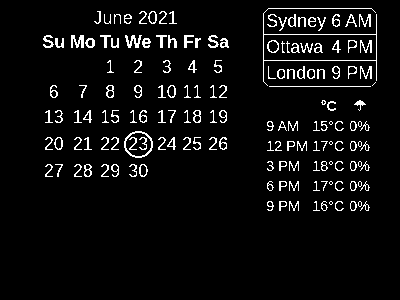 June 2021
Su Mo Tu We Th Fr Sa
1 2 3 4 5
6 7 8 9 10 11 12
13 14 15 16 17 18 19
20 21 22 23 24 25 26
27 28 29 30
Sydney 6 AM
Ottawa 4 PM
London 9 PM
°C ☂
9 AM 15°C 0%
12 PM 17°C 0%
3 PM 18°C 0%
6 PM 17°C 0%
9 PM 16°C 0%